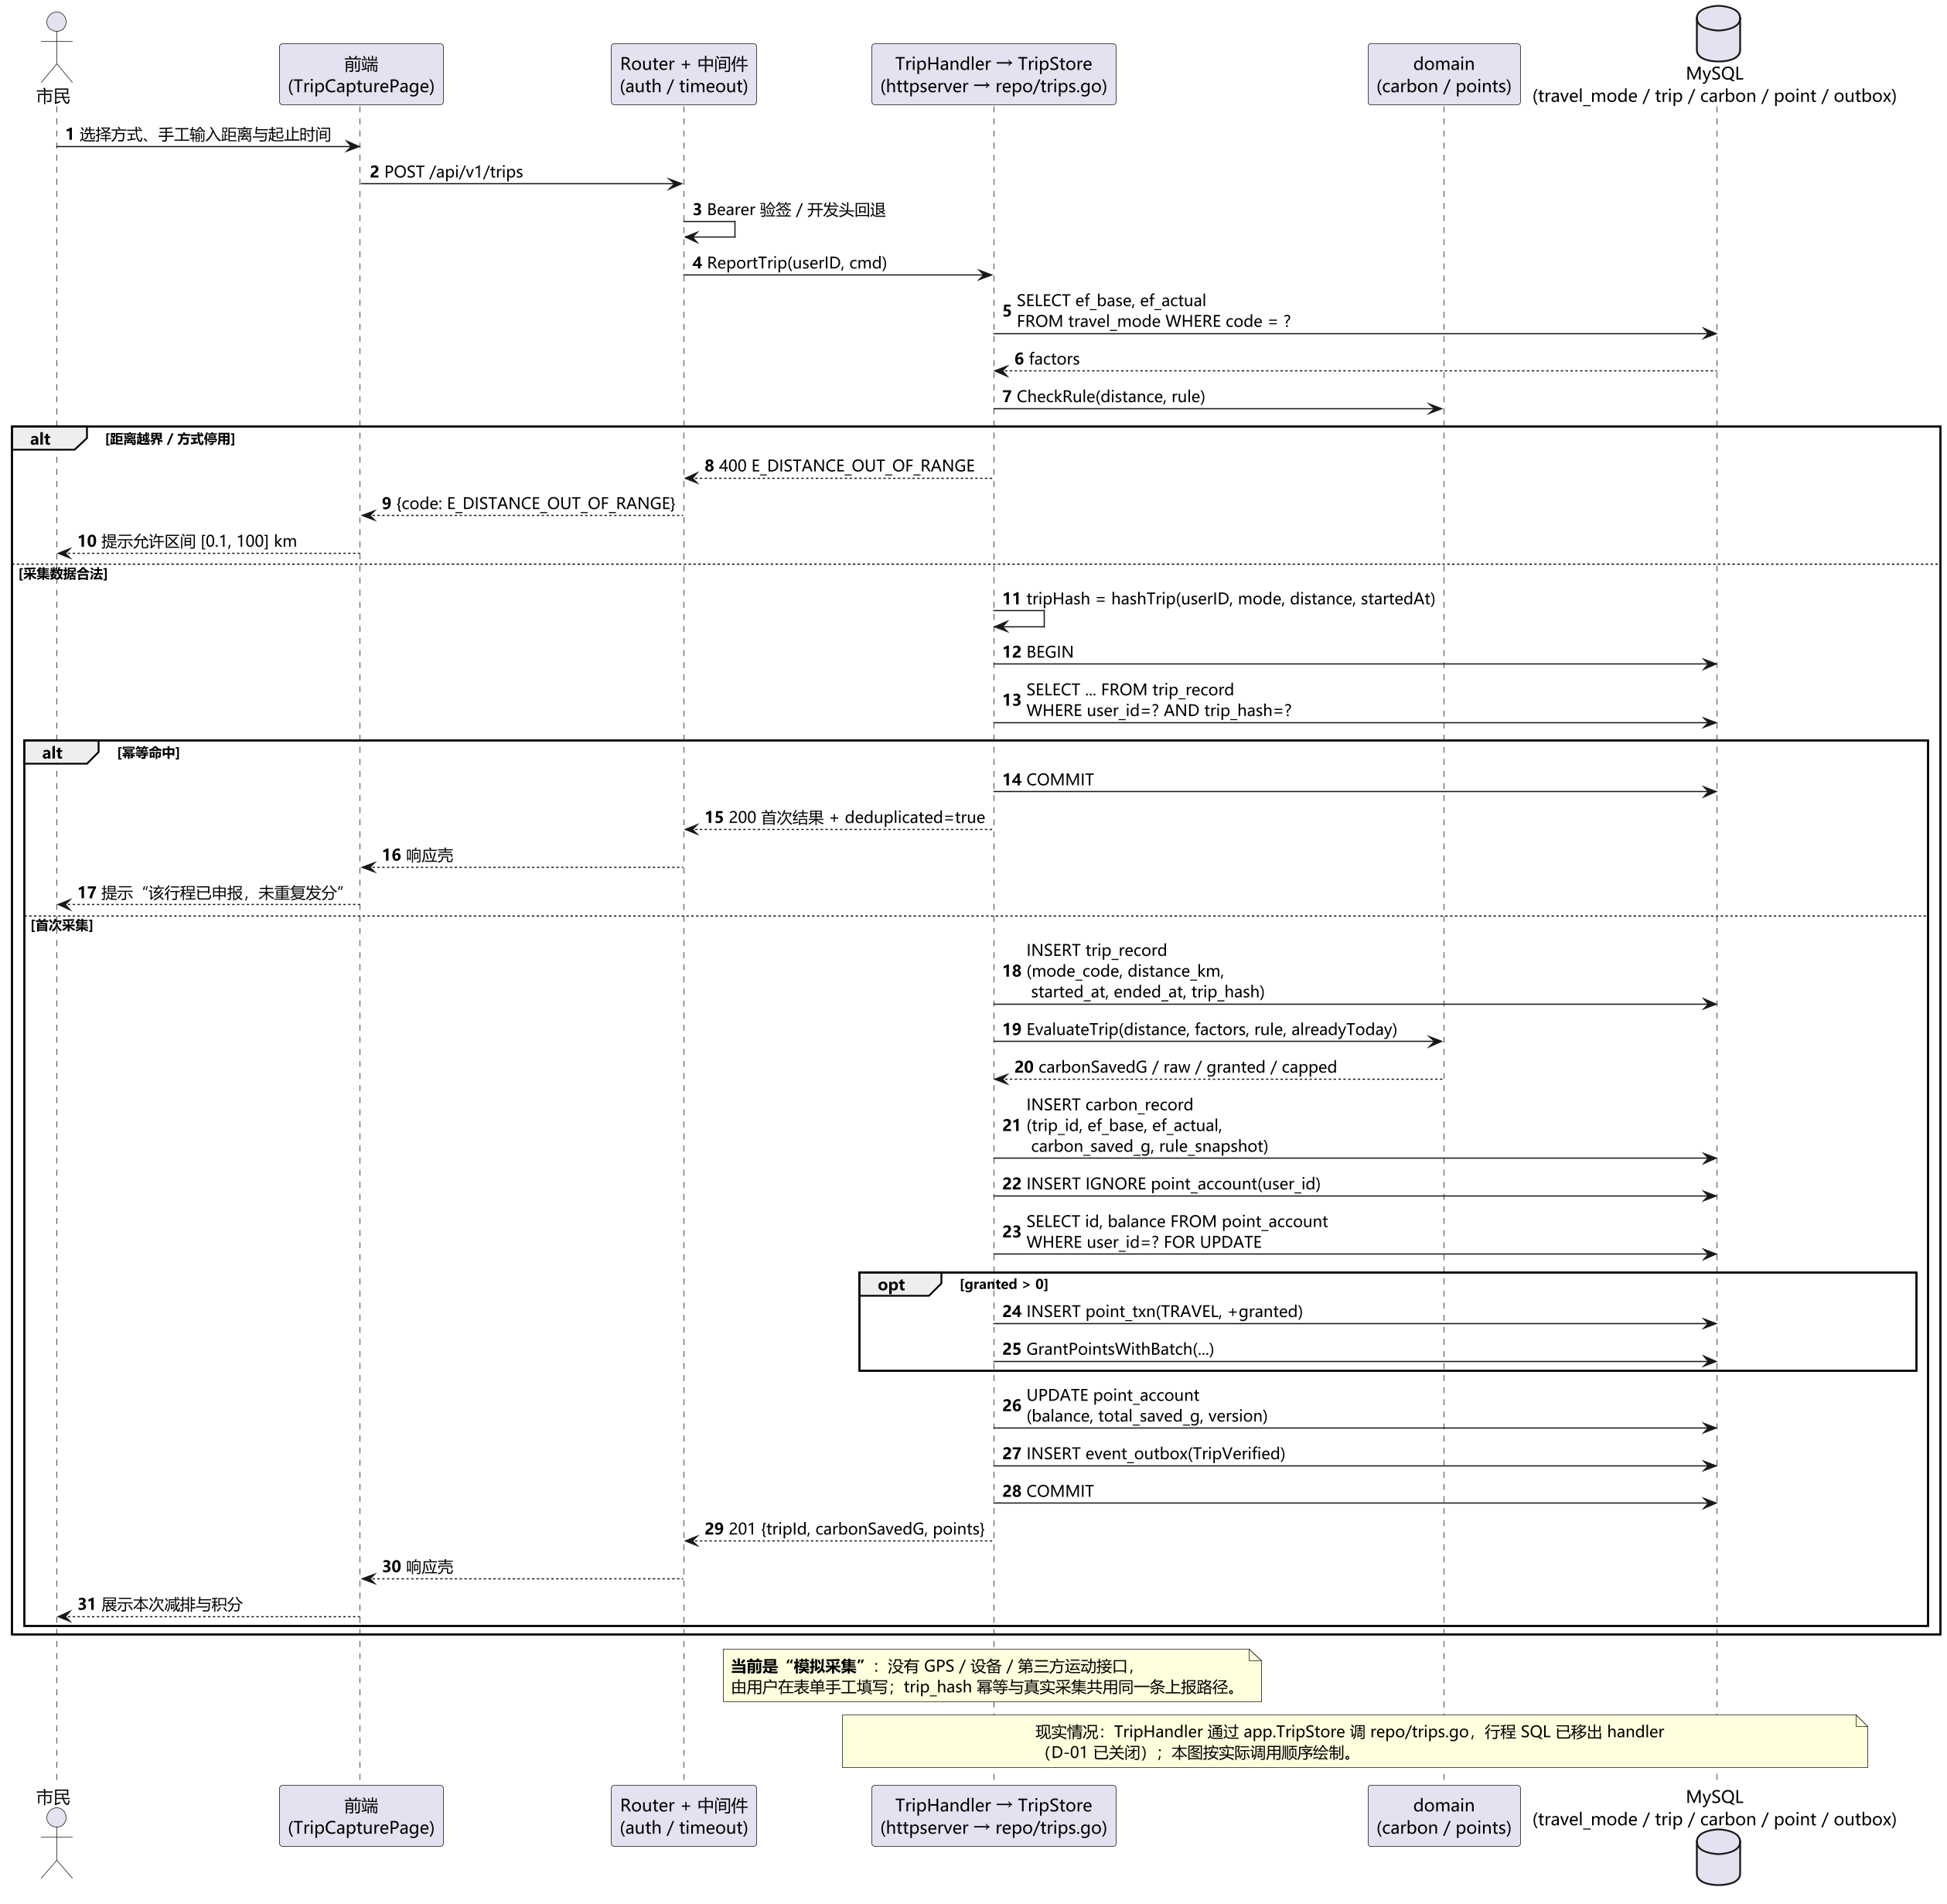 市民
前端
(TripCapturePage)
Router + 中间件
(auth / timeout)
TripHandler → TripStore
(httpserver → repo/trips.go)
domain
(carbon / points)
MySQL
(travel_mode / trip / carbon / point / outbox)
1 选择方式、手工输入距离与起止时间
2 POST /api/v1/trips
3 Bearer 验签 / 开发头回退
4 ReportTrip(userID, cmd)
5 SELECT ef_base, ef_actual
FROM travel_mode WHERE code = ?
6 factors
7 CheckRule(distance, rule)
alt [距离越界 / 方式停用]
8 400 E_DISTANCE_OUT_OF_RANGE
9 {code: E_DISTANCE_OUT_OF_RANGE}
10 提示允许区间 [0.1, 100] km
[采集数据合法]
11 tripHash = hashTrip(userID, mode, distance, startedAt)
12 BEGIN
13 SELECT ... FROM trip_record
WHERE user_id=? AND trip_hash=?
alt [幂等命中]
14 COMMIT
15 200 首次结果 + deduplicated=true
16 响应壳
17 提示“该行程已申报，未重复发分”
[首次采集]
18 INSERT trip_record
(mode_code, distance_km,
started_at, ended_at, trip_hash)
19 EvaluateTrip(distance, factors, rule, alreadyToday)
20 carbonSavedG / raw / granted / capped
21 INSERT carbon_record
(trip_id, ef_base, ef_actual,
carbon_saved_g, rule_snapshot)
22 INSERT IGNORE point_account(user_id)
23 SELECT id, balance FROM point_account
WHERE user_id=? FOR UPDATE
opt [granted > 0]
24 INSERT point_txn(TRAVEL, +granted)
25 GrantPointsWithBatch(...)
26 UPDATE point_account
(balance, total_saved_g, version)
27 INSERT event_outbox(TripVerified)
28 COMMIT
29 201 {tripId, carbonSavedG, points}
30 响应壳
31 展示本次减排与积分
当前是“模拟采集”：没有 GPS / 设备 / 第三方运动接口，
由用户在表单手工填写；trip_hash 幂等与真实采集共用同一条上报路径。
现实情况：TripHandler 通过 app.TripStore 调 repo/trips.go，行程 SQL 已移出 handler
（D-01 已关闭）；本图按实际调用顺序绘制。
市民
前端
(TripCapturePage)
Router + 中间件
(auth / timeout)
TripHandler → TripStore
(httpserver → repo/trips.go)
domain
(carbon / points)
MySQL
(travel_mode / trip / carbon / point / outbox)